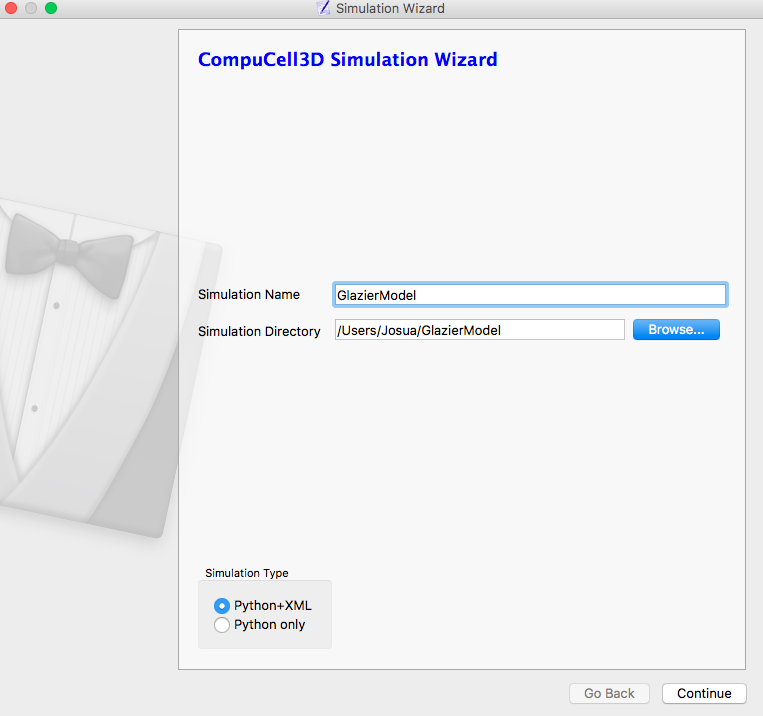 Simulation Wizard
CompuCell3D Simulation Wizard
Simulation Name GlazierModel
Simulation Directory /Users/Josua/GlazierModel Browse...
Simulation Type
Python+XML
Python only
Go Back Continue